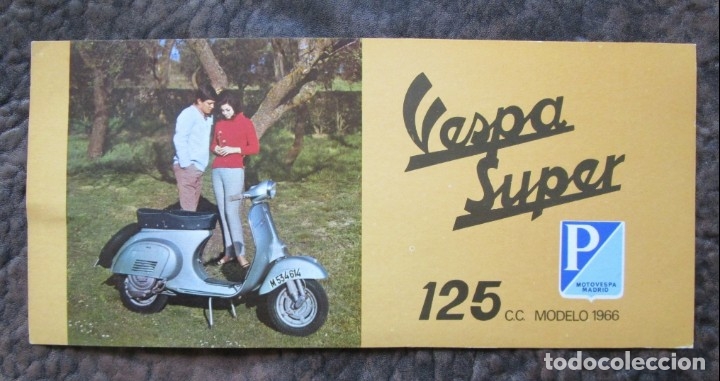 Vespa
Super
P
MOTOVESPA
MADRID
125 C.C. MODELO 1966
M.534614
todocoleccion